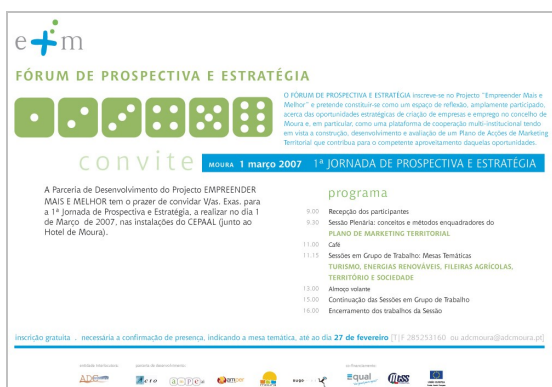 e+m
FÓRUM DE PROSPECTIVA E ESTRATÉGIA
O FÓRUM DE PROSPECTIVA E ESTRATÉGIA inscreve-se no Projecto "Empreender Mais e
Melhor" e pretende constituir-se como um espaço de reflexão, amplamente participado,
acerca das oportunidades estratégicas de criação de empresas e emprego no concelho de
Moura e, em particular, como uma plataforma de cooperação multi-institucional tendo
em vista a construção, desenvolvimento e avaliação de um Plano de Acções de Marketing
Territorial que contribua para o competente aproveitamento daquelas oportunidades.
convite
MOURA 1 março 2007 1ª JORNADA DE PROSPECTIVA E ESTRATÉGIA
A Parceria de Desenvolvimento do Projecto EMPREENDER
MAIS E MELHOR tem o prazer de convidar V/as. Exas. para
a 1ª Jornada de Prospectiva e Estratégia, a realizar no dia 1
de Março de 2007, nas instalações do CEPAAL (junto ao
Hotel de Moura).
programa
9.00 Recepção dos participantes
9.30 Sessão Plenária: conceitos e métodos enquadradores do
PLANO DE MARKETING TERRITORIAL
11.00 Café
11.15 Sessões em Grupo de Trabalho: Mesas Temáticas
TURISMO, ENERGIAS RENOVÁVEIS, FILEIRAS AGRÍCOLAS,
TERRITÓRIO E SOCIEDADE
13.00 Almoço volante
15.00 Continuação das Sessões em Grupo de Trabalho
16.00 Encerramento dos trabalhos da Sessão
inscrição gratuita . necessária a confirmação de presença, indicando a mesa temática, até ao dia 27 de fevereiro [T|F 285253160 ou adcmoura@adcmoura.pt]
equal